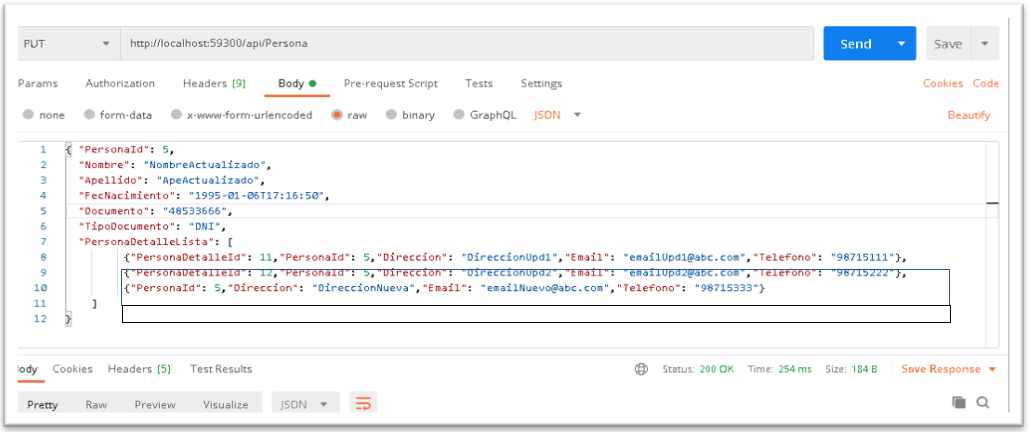 PUT http://localhost:59300/api/Persona Send Save
Params Authorization Headers (9) Body Pre-request Script Tests Settings Cookies Code
none form-data x-www-form-urlencoded raw binary GraphQL JSON Beautify
1 { "PersonaId": 5,
2 "Nombre": "NombreActualizado",
3 "Apellido": "ApeActualizado",
4 "FecNacimiento": "1995-01-06T17:16:50",
5 "Documento": "48533666",
6 "TipoDocumento": "DNI",
7 "PersonaDetalleLista": [
8 {"PersonaDetalleId": 11,"PersonaId": 5,"Direccion": "DireccionUpd1","Email": "emailUpd1@abc.com","Telefono": "98715111"},
9 {"PersonaDetalleId": 12,"PersonaId": 5,"Direccion": "DireccionUpd2","Email": "emailUpd2@abc.com","Telefono": "98715222"},
10 {"PersonaId": 5,"Direccion": "DireccionNueva","Email": "emailNuevo@abc.com","Telefono": "98715333"}
11 ]
12 }
Body Cookies Headers (5) Test Results Status: 200 OK Time: 254 ms Size: 184 B Save Response
Pretty Raw Preview Visualize JSON